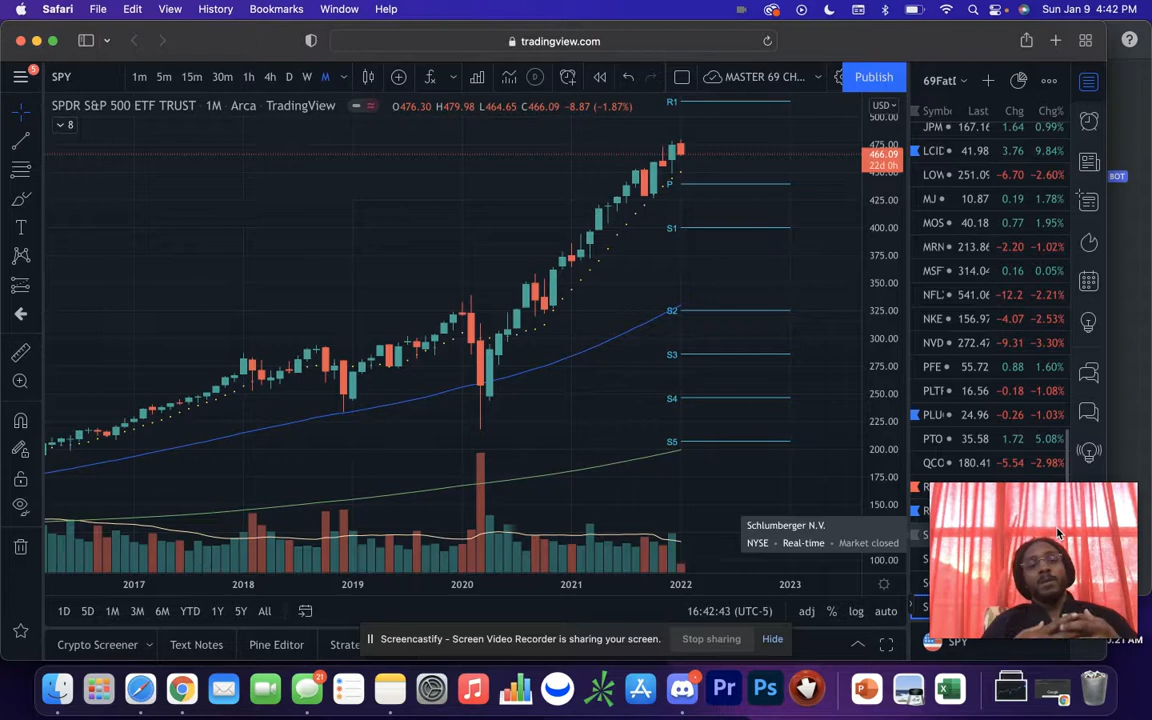 Safari File Edit View History Bookmarks Window Help Sun Jan 9 4:42 PM
tradingview.com
5
SPY 1m 5m 15m 30m 1h 4h D W M MASTER 69 CH... Publish 69Fat
SPDR S&P 500 ETF TRUST · 1M · Arca · TradingView O476.30 H479.98 L464.65 C466.09 -8.87 (-1.87%) R1 USD
8
Symb Last Chg Chg%
500.00
475.00
466.09
22d 0h
450.00
P
425.00
S1 400.00
375.00
350.00
325.00
S2
300.00
S3
275.00
250.00
S4
225.00
S5
200.00
175.00
150.00
100.00
JPM 167.16 1.64 0.99%
LCID 41.98 3.76 9.84%
LOW 251.09 -6.70 -2.60%
MJ 10.87 0.19 1.78%
MOS 40.18 0.77 1.95%
MRN 213.86 -2.20 -1.02%
MSF 314.04 0.16 0.05%
NFL 541.06 -12.2 -2.21%
NKE 156.97 -4.07 -2.53%
NVD 272.47 -9.31 -3.30%
PFE 55.72 0.88 1.60%
PLTR 16.56 -0.18 -1.08%
PLU 24.96 -0.26 -1.03%
PTO 35.58 1.72 5.08%
QCO 180.41 -5.54 -2.98%
BOT
Schlumberger N.V.
NYSE • Real-time • Market closed
2017 2018 2019 2020 2021 2022 2023
1D 5D 1M 3M 6M YTD 1Y 5Y All 16:42:43 (UTC-5) adj % log auto
Screencastify - Screen Video Recorder is sharing your screen. Stop sharing Hide
Crypto Screener Text Notes Pine Editor Strate
SPY
21
Pr Ps